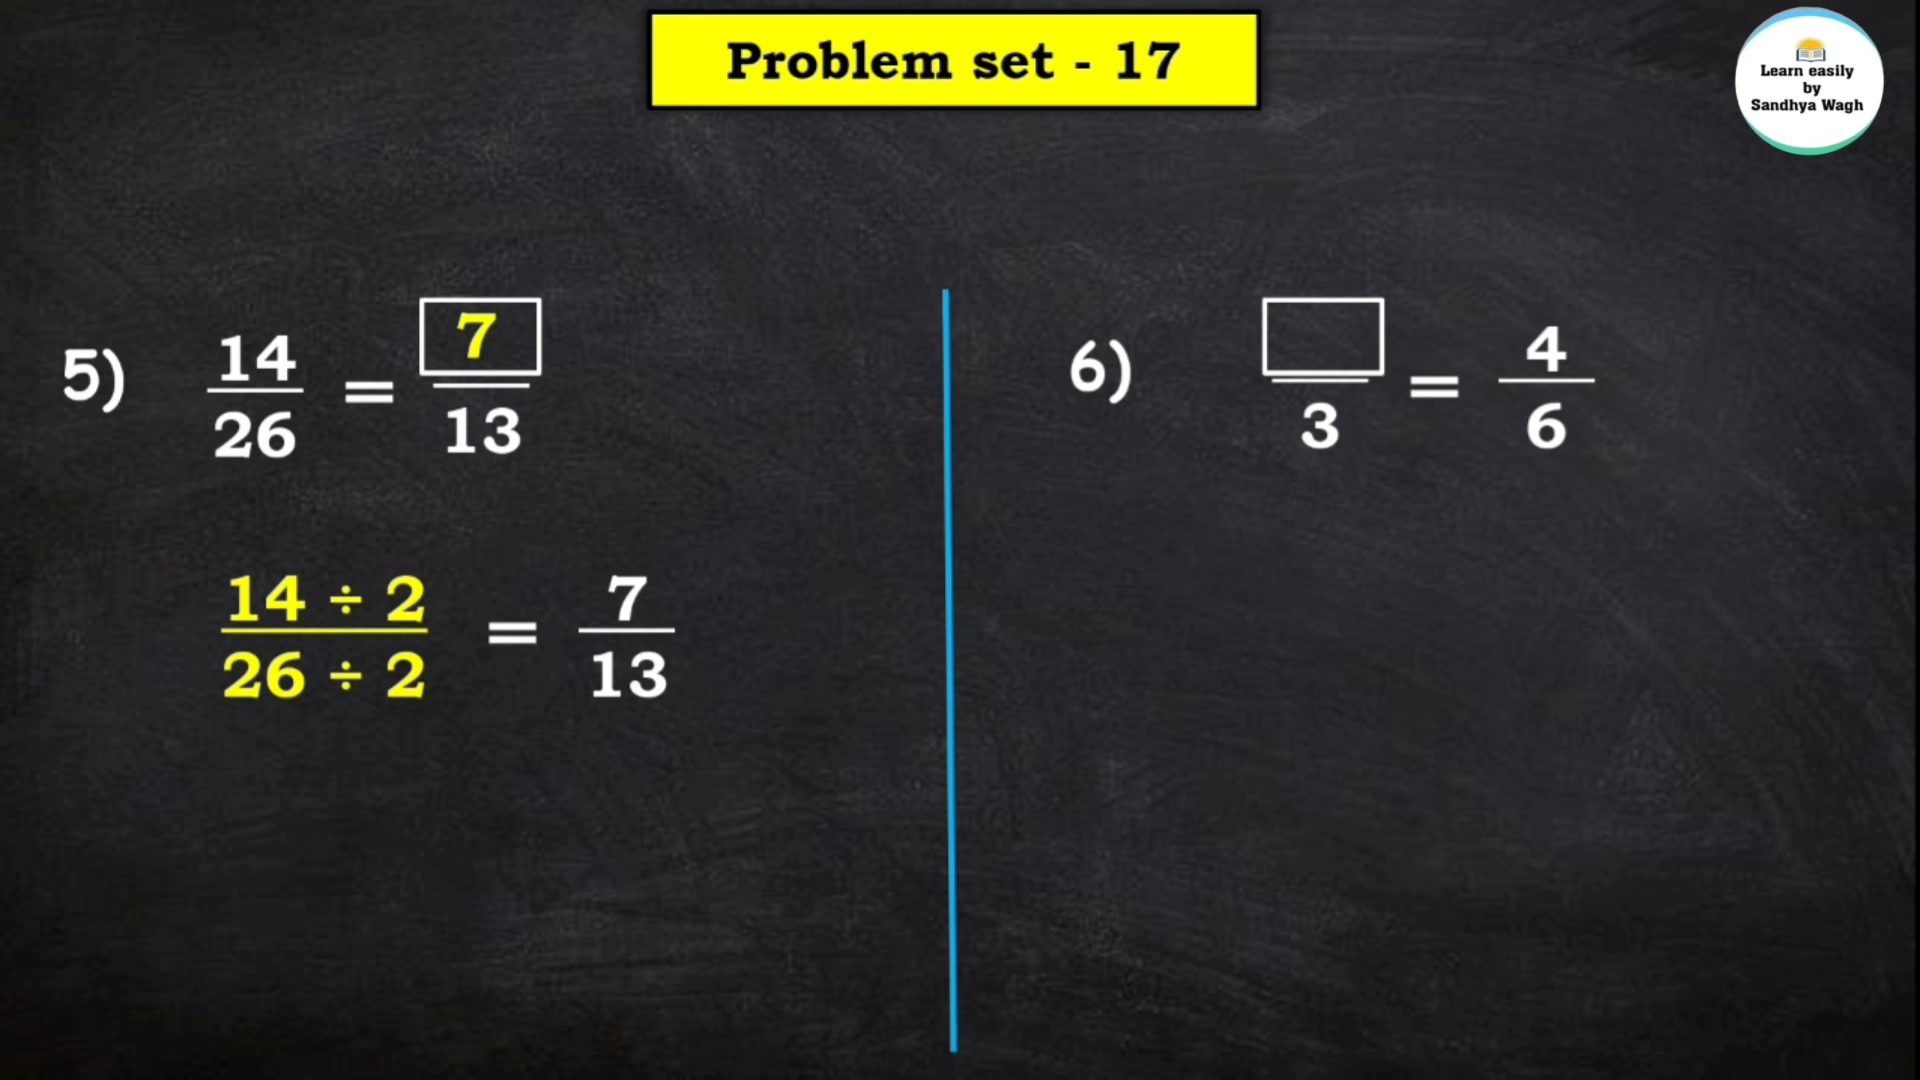 Problem set - 17
Learn easily
by
Sandhya Wagh
5) 14/26 = 7/13
14 ÷ 2 / 26 ÷ 2 = 7/13
6) □/3 = 4/6